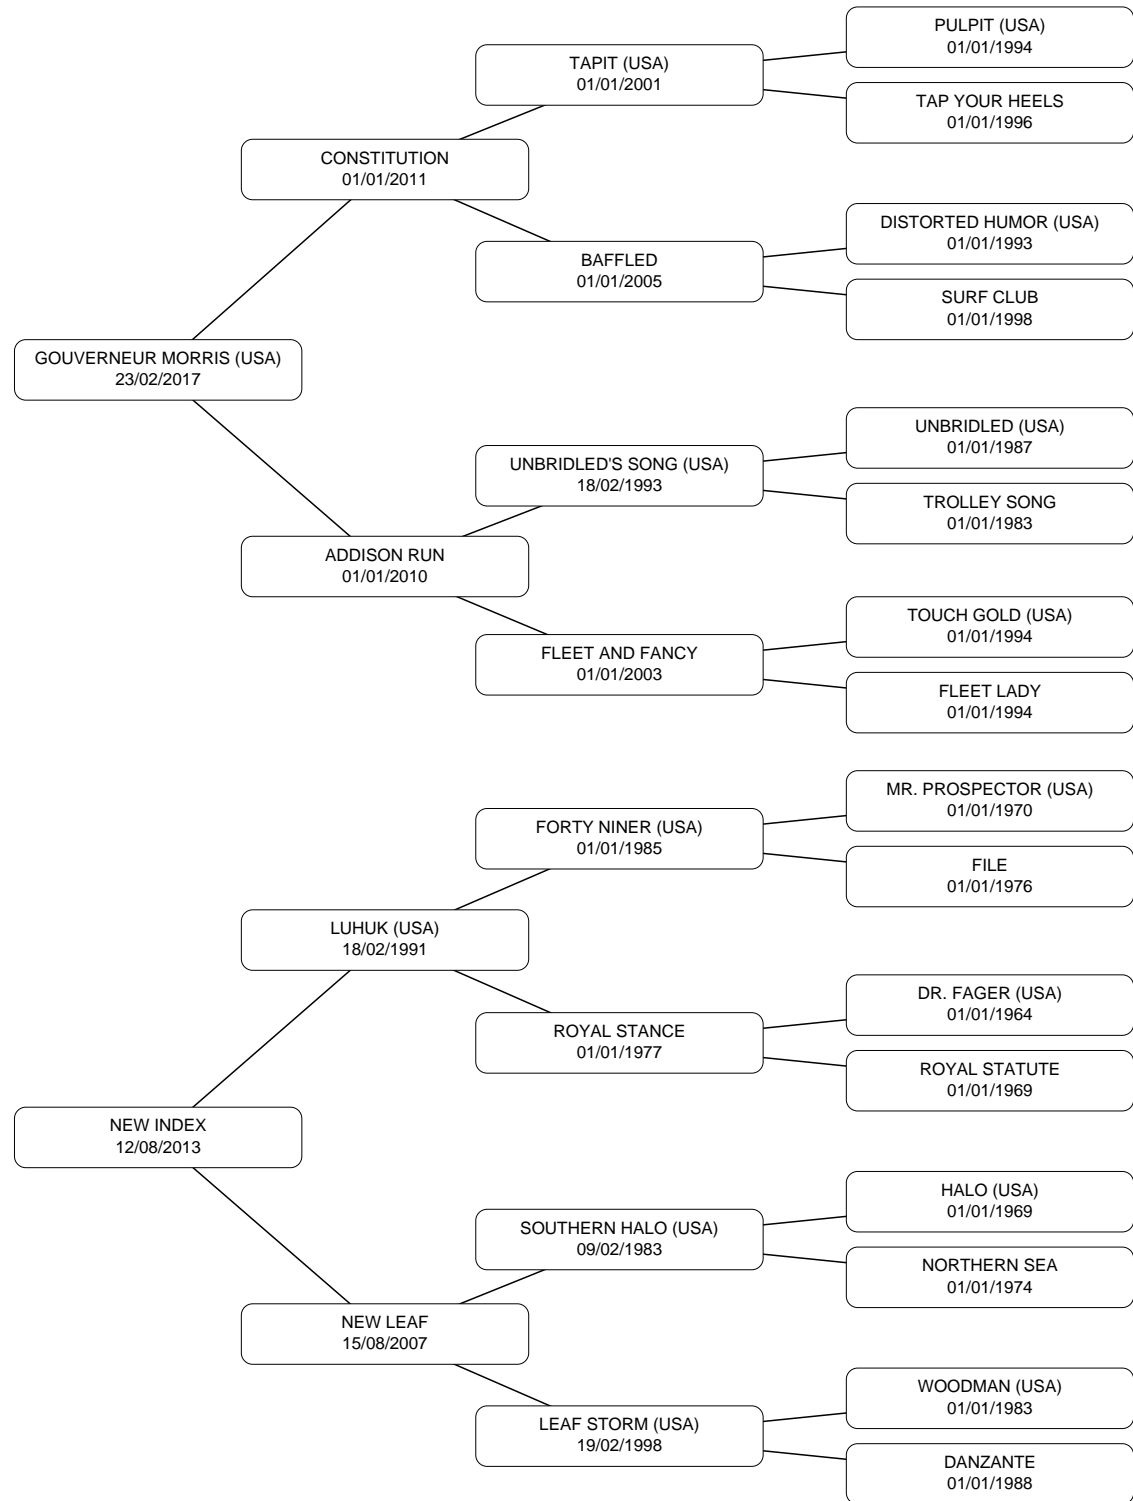 PULPIT (USA)
01/01/1994
TAPIT (USA)
01/01/2001
TAP YOUR HEELS
01/01/1996
CONSTITUTION
01/01/2011
DISTORTED HUMOR (USA)
01/01/1993
BAFFLED
01/01/2005
SURF CLUB
01/01/1998
GOUVERNEUR MORRIS (USA)
23/02/2017
UNBRIDLED (USA)
01/01/1987
UNBRIDLED'S SONG (USA)
18/02/1993
TROLLEY SONG
01/01/1983
ADDISON RUN
01/01/2010
TOUCH GOLD (USA)
01/01/1994
FLEET AND FANCY
01/01/2003
FLEET LADY
01/01/1994
MR. PROSPECTOR (USA)
01/01/1970
FORTY NINER (USA)
01/01/1985
FILE
01/01/1976
LUHUK (USA)
18/02/1991
DR. FAGER (USA)
01/01/1964
ROYAL STANCE
01/01/1977
ROYAL STATUTE
01/01/1969
NEW INDEX
12/08/2013
HALO (USA)
01/01/1969
SOUTHERN HALO (USA)
09/02/1983
NORTHERN SEA
01/01/1974
NEW LEAF
15/08/2007
WOODMAN (USA)
01/01/1983
LEAF STORM (USA)
19/02/1998
DANZANTE
01/01/1988